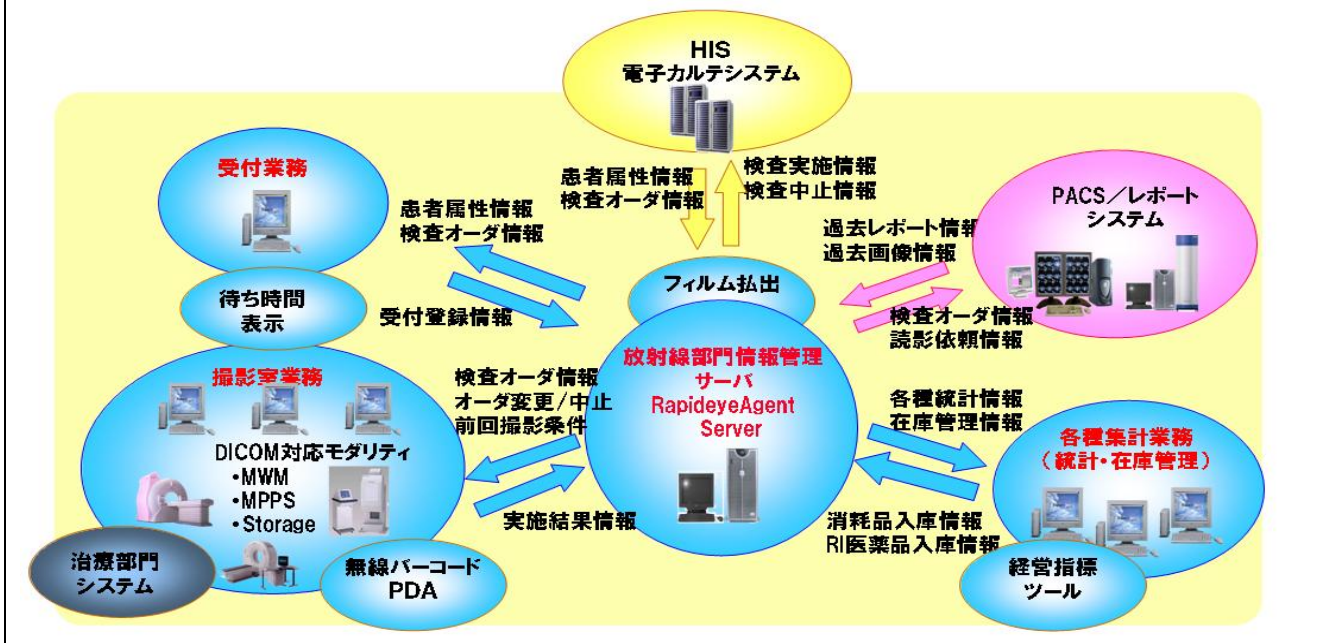 HIS
電子カルテシステム
受付業務
患者属性情報
検査オーダ情報
検査実施情報
検査中止情報
PACS／レポート
システム
患者属性情報
検査オーダ情報
過去レポート情報
過去画像情報
待ち時間
表示
受付登録情報
フィルム払出
検査オーダ情報
読影依頼情報
放射線部門情報管理
サーバ
RapideyeAgent
Server
撮影室業務
検査オーダ情報
オーダ変更/中止
前回撮影条件
各種統計情報
在庫管理情報
各種集計業務
（統計・在庫管理）
DICOM対応モダリティ
・MWM
・MPPS
・Storage
実施結果情報
消耗品入庫情報
RI医薬品入庫情報
治療部門
システム
無線バーコード
PDA
経営指標
ツール